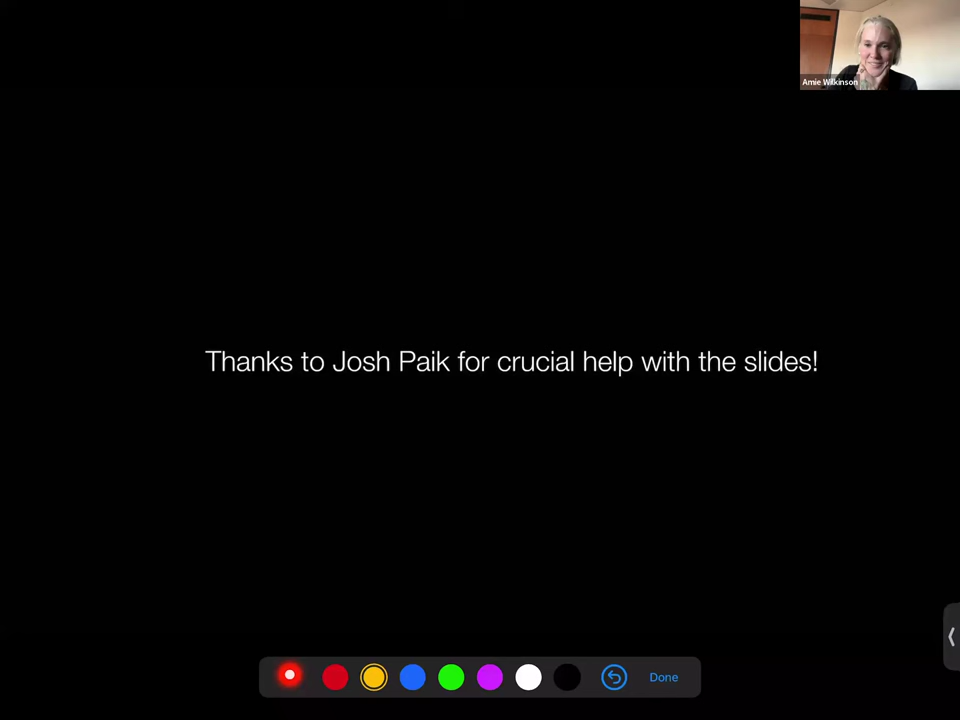 Amie Wilkinson
Thanks to Josh Paik for crucial help with the slides!
Done